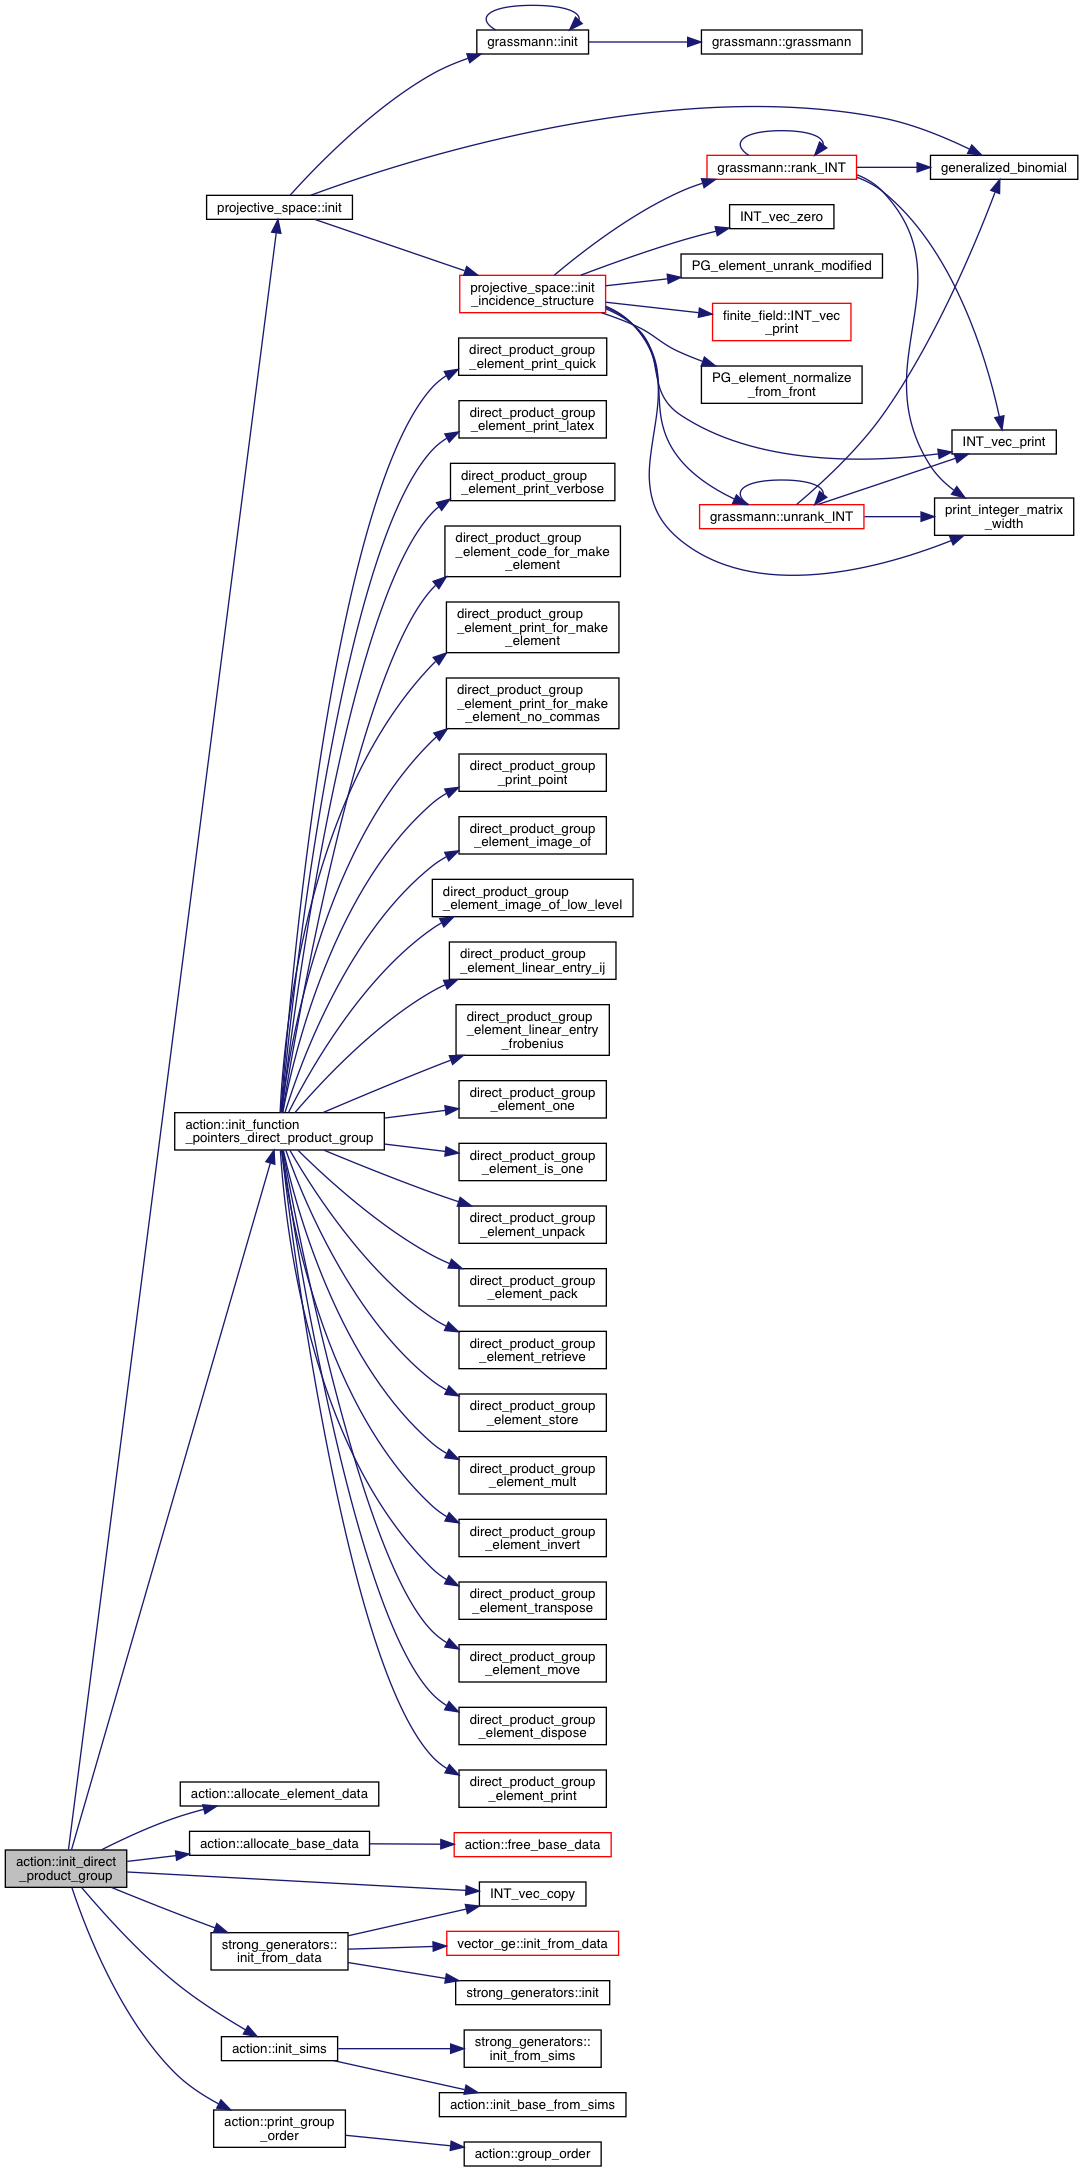 grassmann::init
grassmann::grassmann
grassmann::rank_INT
generalized_binomial
projective_space::init
INT_vec_zero
PG_element_unrank_modified
projective_space::init
_incidence_structure
finite_field::INT_vec
_print
direct_product_group
_element_print_quick
PG_element_normalize
_from_front
direct_product_group
_element_print_latex
INT_vec_print
direct_product_group
_element_print_verbose
grassmann::unrank_INT
print_integer_matrix
_width
direct_product_group
_element_code_for_make
_element
direct_product_group
_element_print_for_make
_element
direct_product_group
_element_print_for_make
_element_no_commas
direct_product_group
_print_point
direct_product_group
_element_image_of
direct_product_group
_element_image_of_low_level
direct_product_group
_element_linear_entry_ij
direct_product_group
_element_linear_entry
_frobenius
direct_product_group
_element_one
action::init_function
_pointers_direct_product_group
direct_product_group
_element_is_one
direct_product_group
_element_unpack
direct_product_group
_element_pack
direct_product_group
_element_retrieve
direct_product_group
_element_store
direct_product_group
_element_mult
direct_product_group
_element_invert
direct_product_group
_element_transpose
direct_product_group
_element_move
direct_product_group
_element_dispose
direct_product_group
_element_print
action::allocate_element_data
action::allocate_base_data
action::free_base_data
action::init_direct
_product_group
INT_vec_copy
strong_generators::
init_from_data
vector_ge::init_from_data
strong_generators::init
action::init_sims
strong_generators::
init_from_sims
action::init_base_from_sims
action::print_group
_order
action::group_order